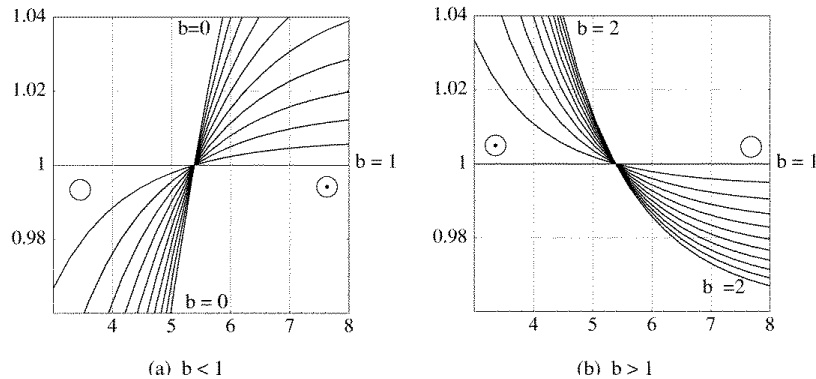 1.04
b=0
1.02
1
b = 1
0.98
b = 0
4 5 6 7 8
(a) b < 1
1.04
b = 2
1.02
1
b = 1
0.98
b =2
4 5 6 7 8
(b) b > 1